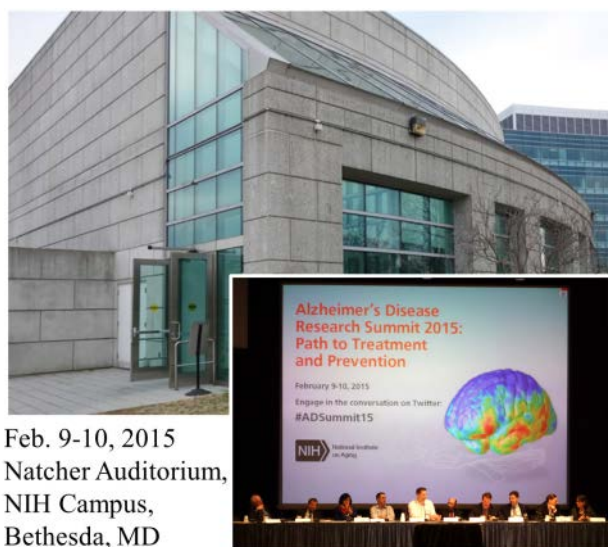 Alzheimer's Disease
Research Summit 2015:
Path to Treatment
and Prevention
February 9-10, 2015
Engage in the conversation on Twitter:
#ADSummit15
NIH National Institute
on Aging
Feb. 9-10, 2015
Natcher Auditorium,
NIH Campus,
Bethesda, MD